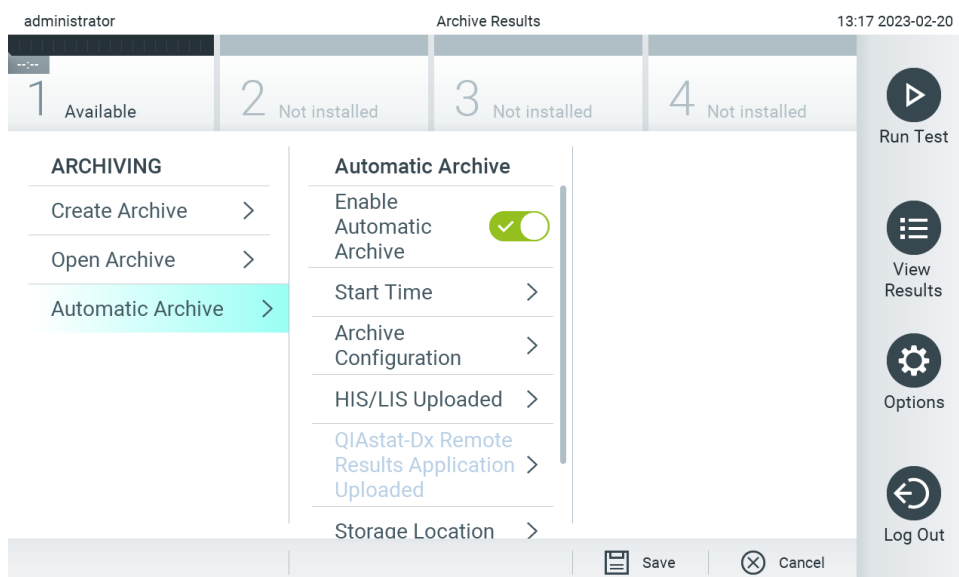 administrator
Archive Results
13:17 2023-02-20
--:--
1 Available
2 Not installed
3 Not installed
4 Not installed
ARCHIVING
Create Archive
Open Archive
Automatic Archive
Automatic Archive
Enable
Automatic
Archive
Start Time
Archive
Configuration
HIS/LIS Uploaded
QIAstat-Dx Remote
Results Application
Uploaded
Storage Location
Run Test
View
Results
Options
Log Out
Save
Cancel